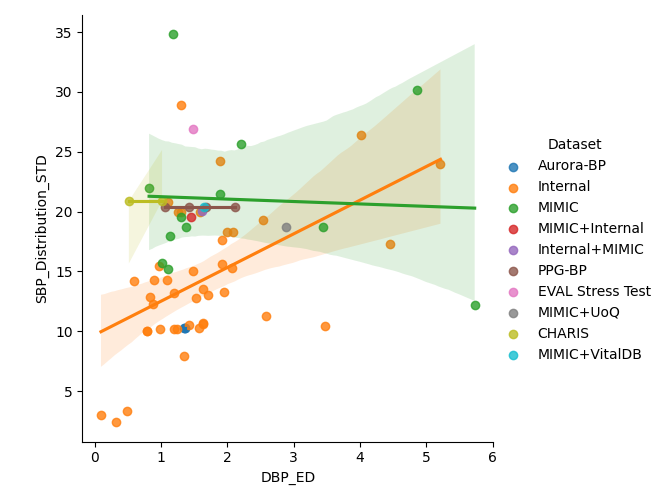 35
30
25
20
15
10
5
SBP_Distribution_STD
0 1 2 3 4 5 6
DBP_ED
Dataset
Aurora-BP
Internal
MIMIC
MIMIC+Internal
Internal+MIMIC
PPG-BP
EVAL Stress Test
MIMIC+UoQ
CHARIS
MIMIC+VitalDB